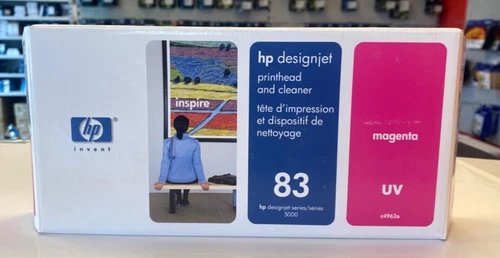 hp
invent
inspire
hp designjet
printhead
and cleaner
tête d'impression
et dispositif de
nettoyage
83
hp designjet series/séries
5000
magenta
UV
c4962a